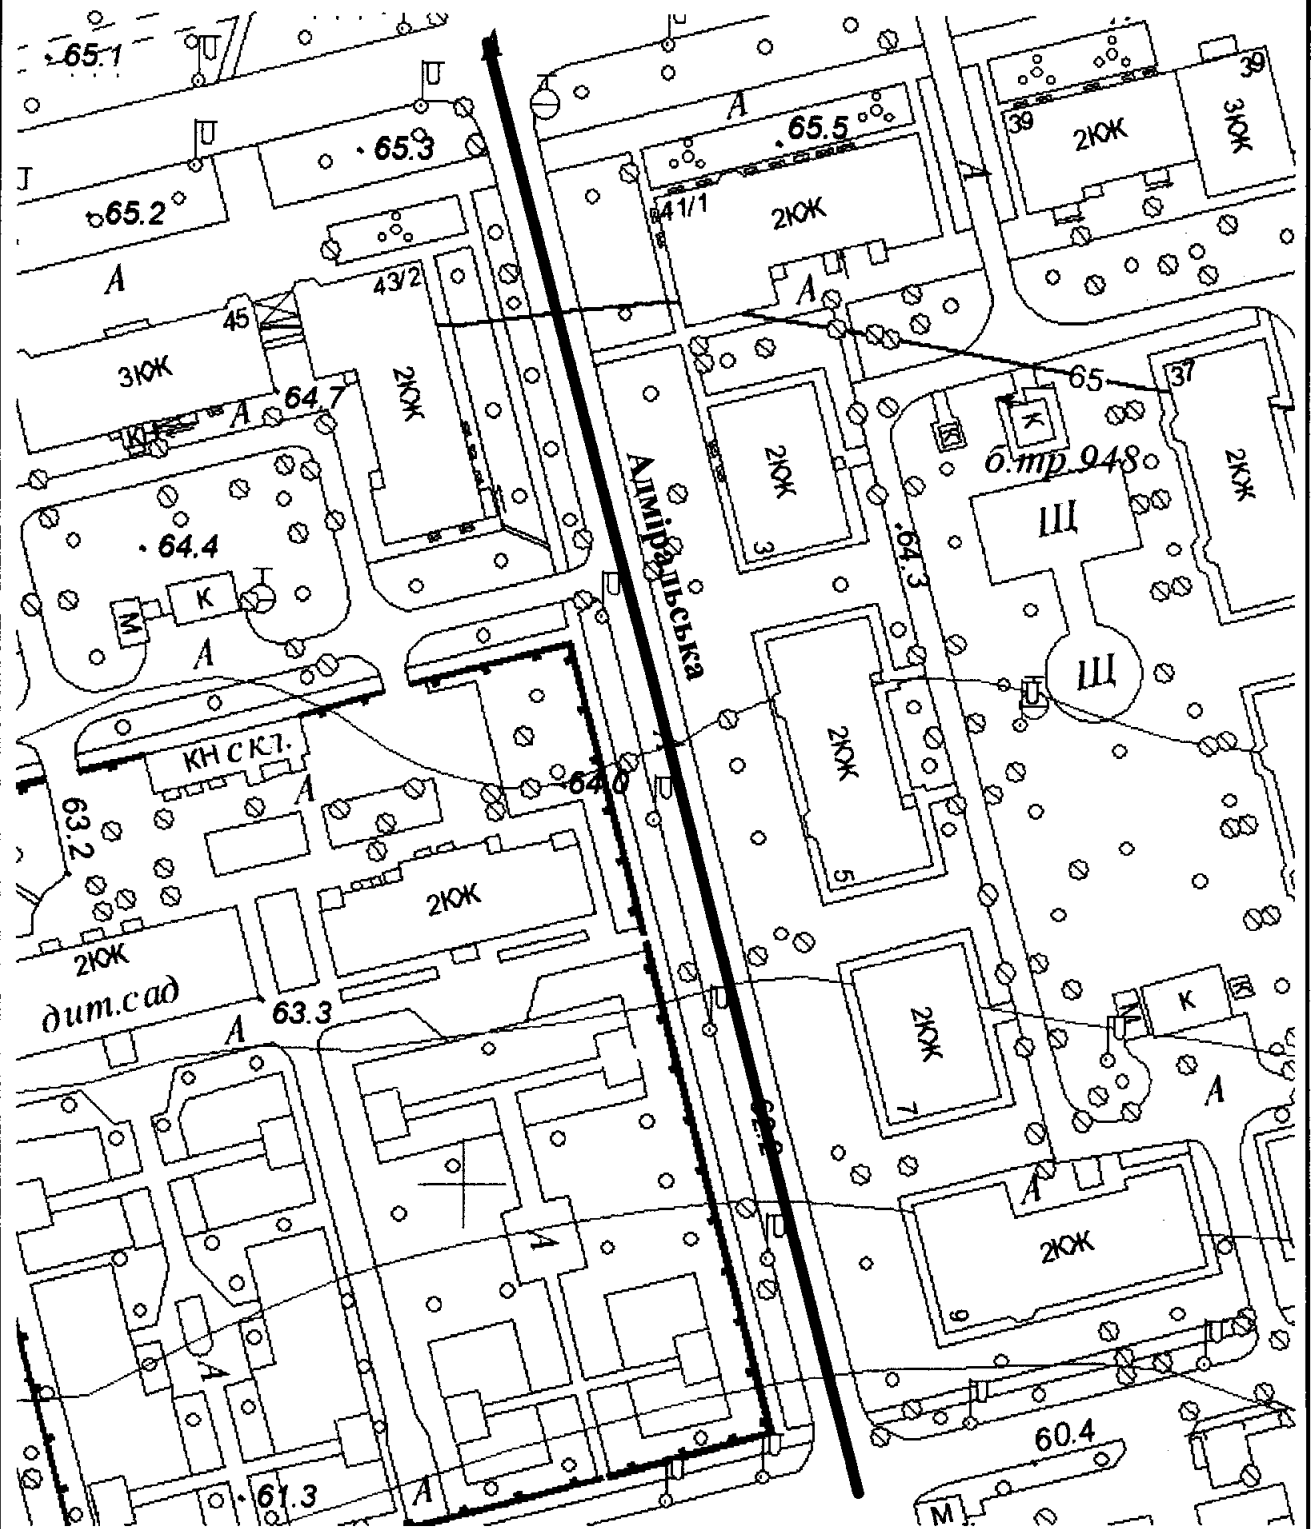 65.1
39
А
39
65.5
2КЖ
3КЖ
65.3
65.2
41/1
2КЖ
А
А
43/2
А
45
3КЖ
2КЖ
64.7
65
37
К
К
КН
А
б.тр.948
2КЖ
2КЖ
Адміральська
Щ
64.4
3
64.3
К
М
А
Щ
КН скл.
2КЖ
А
64.0
63.2
5
2КЖ
2КЖ
дит.сад
63.3
А
К
К
М
2КЖ
7
А
А
2КЖ
А
9
А
60.4
61.3
А
М